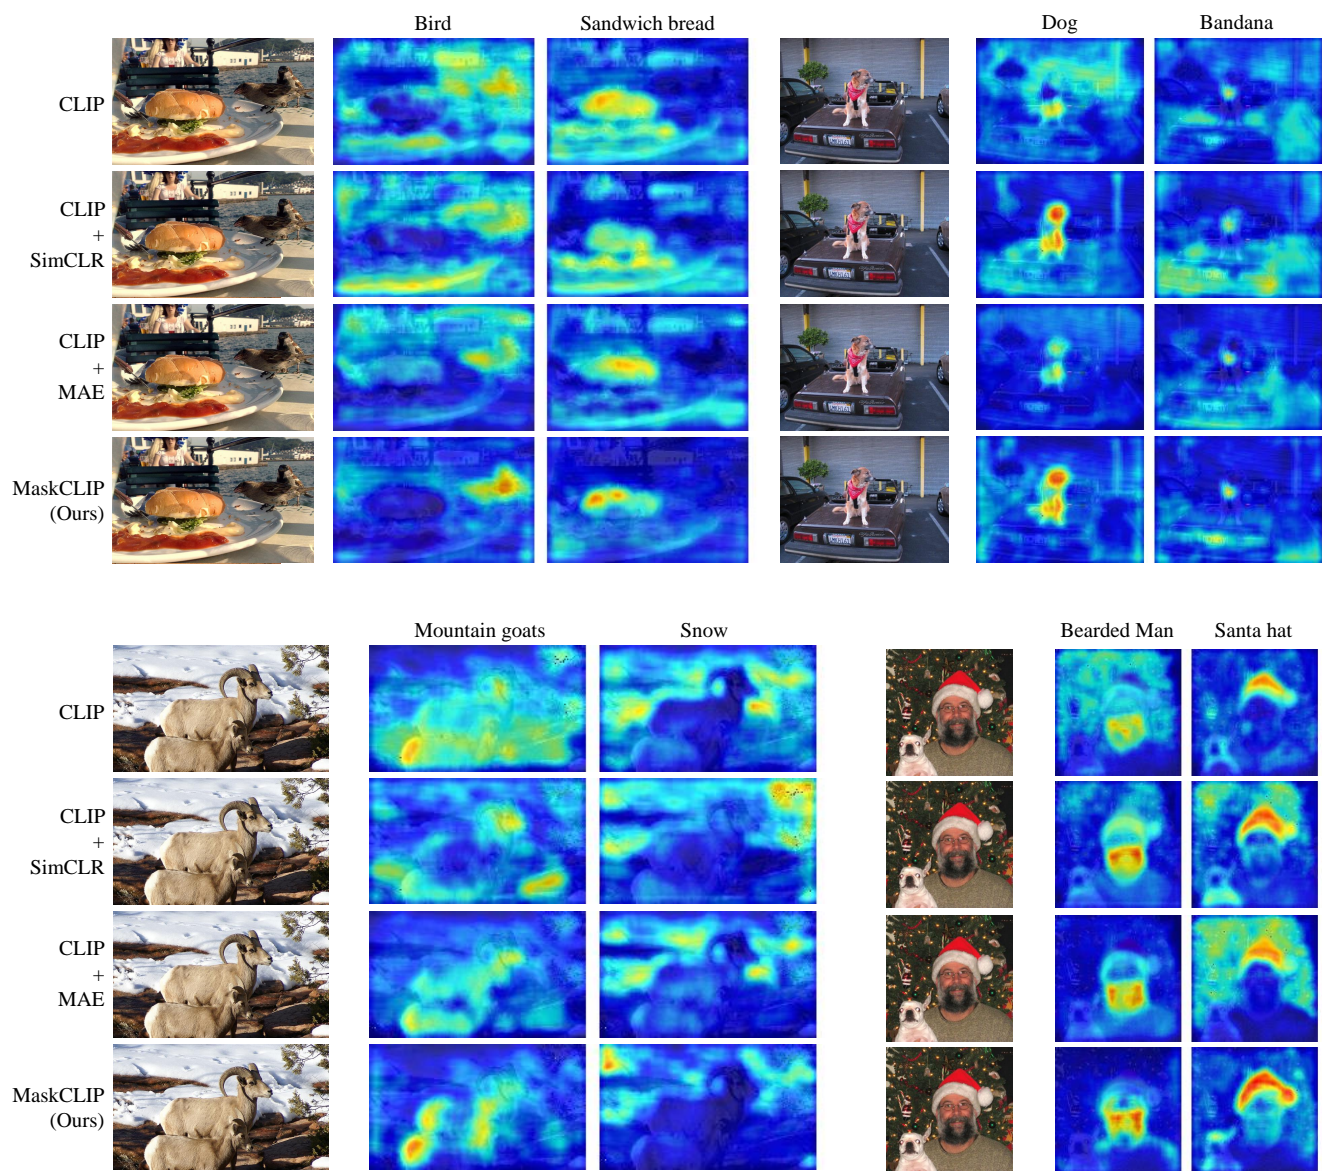 Bird Sandwich bread Dog Bandana
CLIP
CLIP
+
SimCLR
CLIP
+
MAE
MaskCLIP
(Ours)
Mountain goats Snow Bearded Man Santa hat
CLIP
CLIP
+
SimCLR
CLIP
+
MAE
MaskCLIP
(Ours)